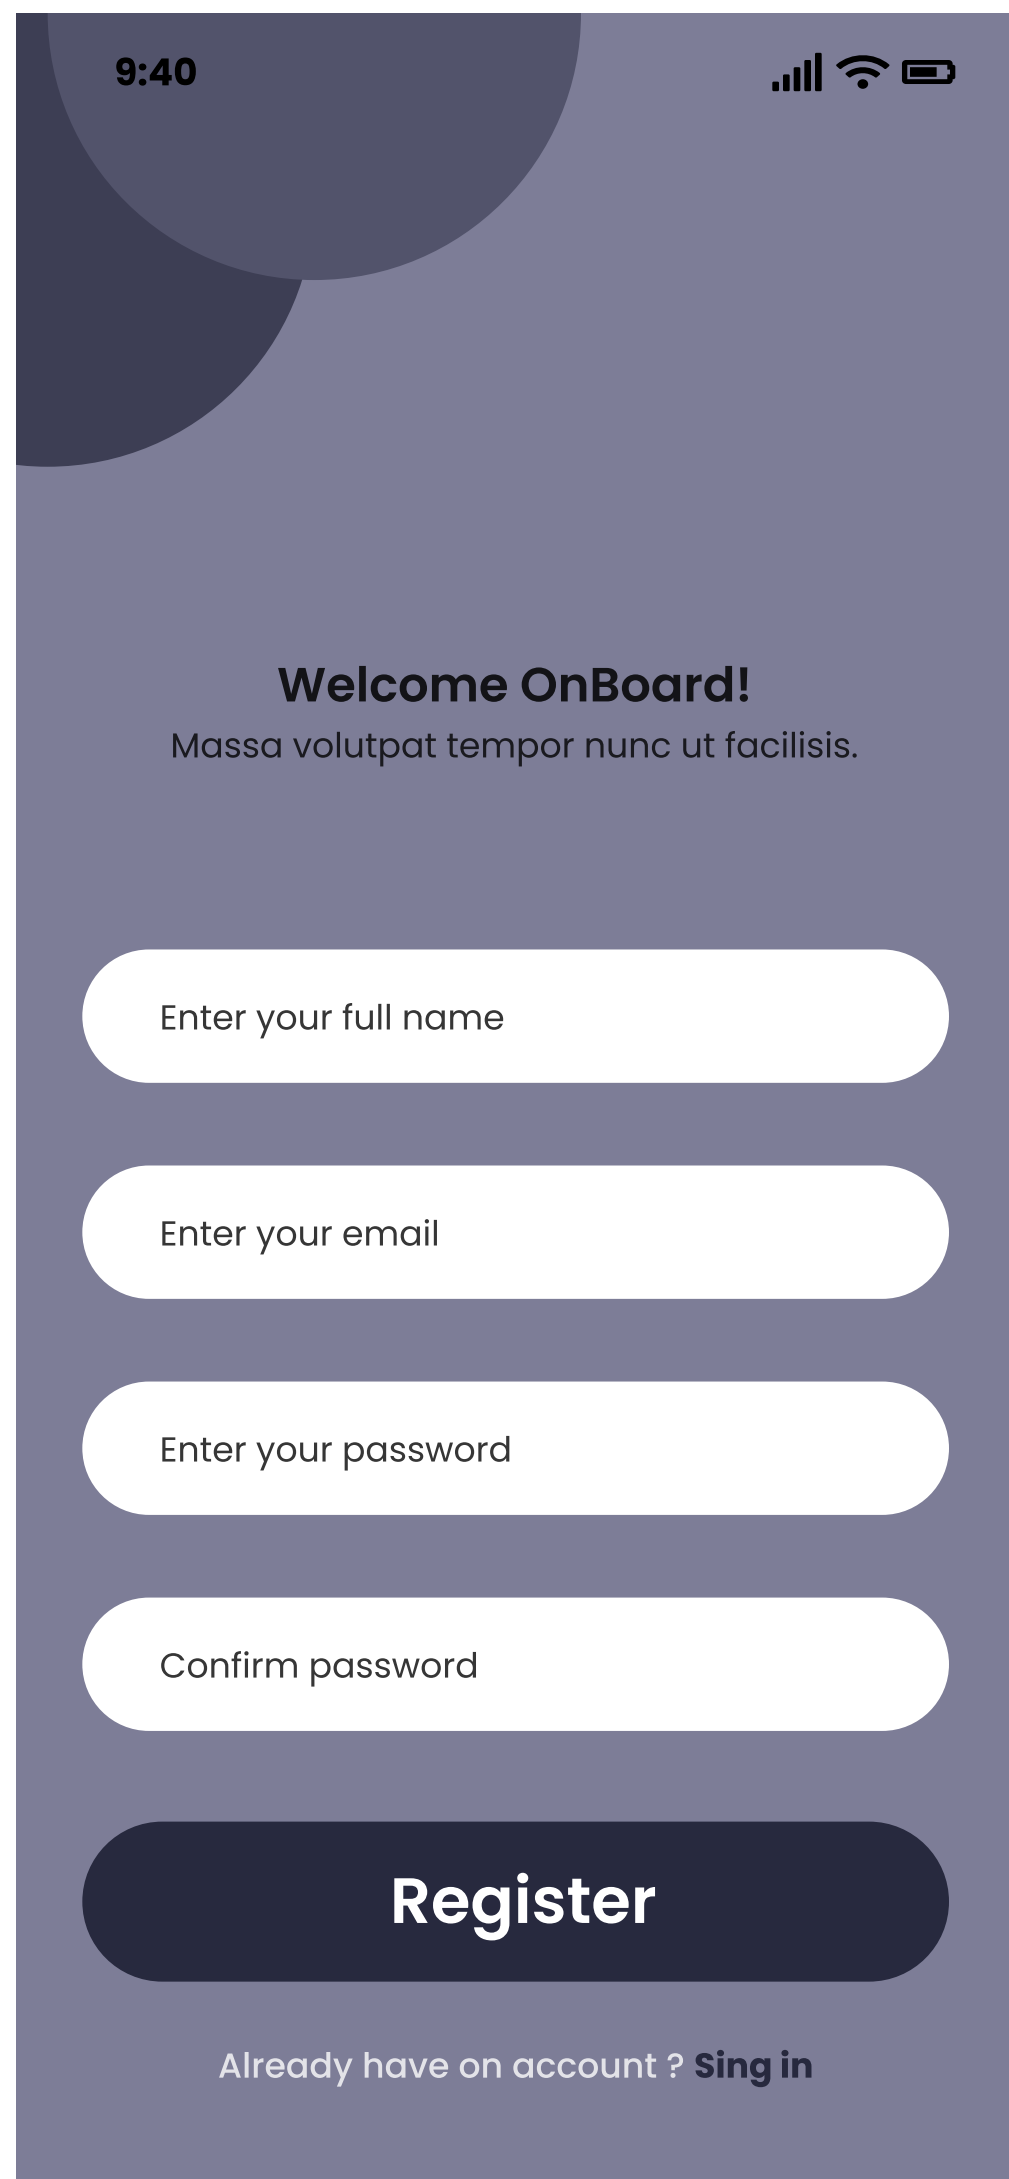 9:40
Welcome OnBoard!
Massa volutpat tempor nunc ut facilisis.
Enter your full name
Enter your email
Enter your password
Confirm password
Register
Already have on account ? Sing in